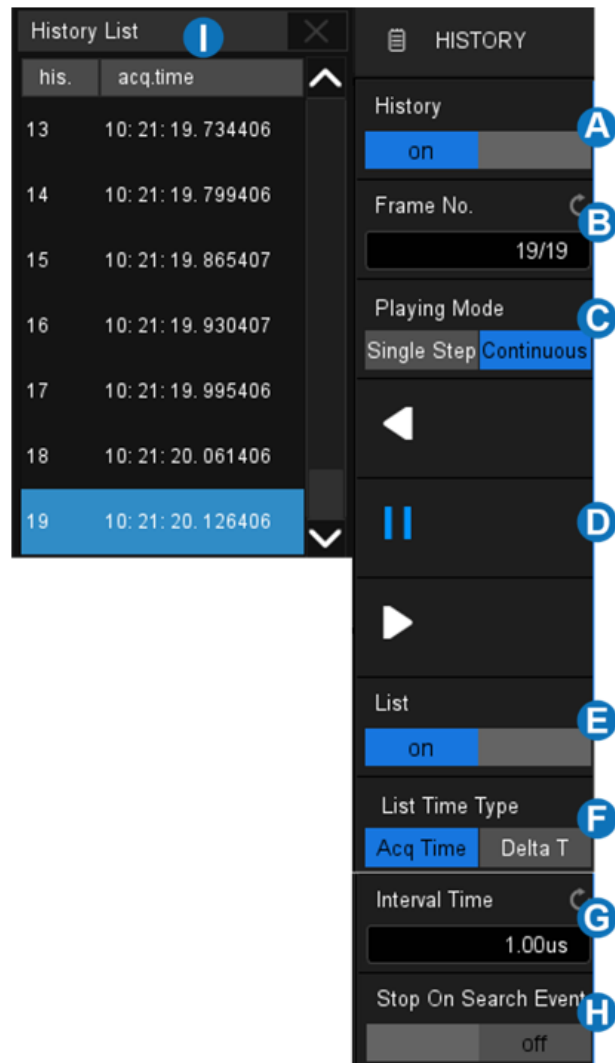 History List I
his. acq.time
13 10: 21: 19. 734406
14 10: 21: 19. 799406
15 10: 21: 19. 865407
16 10: 21: 19. 930407
17 10: 21: 19. 995406
18 10: 21: 20. 061406
19 10: 21: 20. 126406
HISTORY
History
A
on
Frame No.
B
19/19
Playing Mode
C
Single Step Continuous
D
List
E
on
List Time Type
F
Acq Time Delta T
Interval Time
G
1.00us
Stop On Search Event
H
off